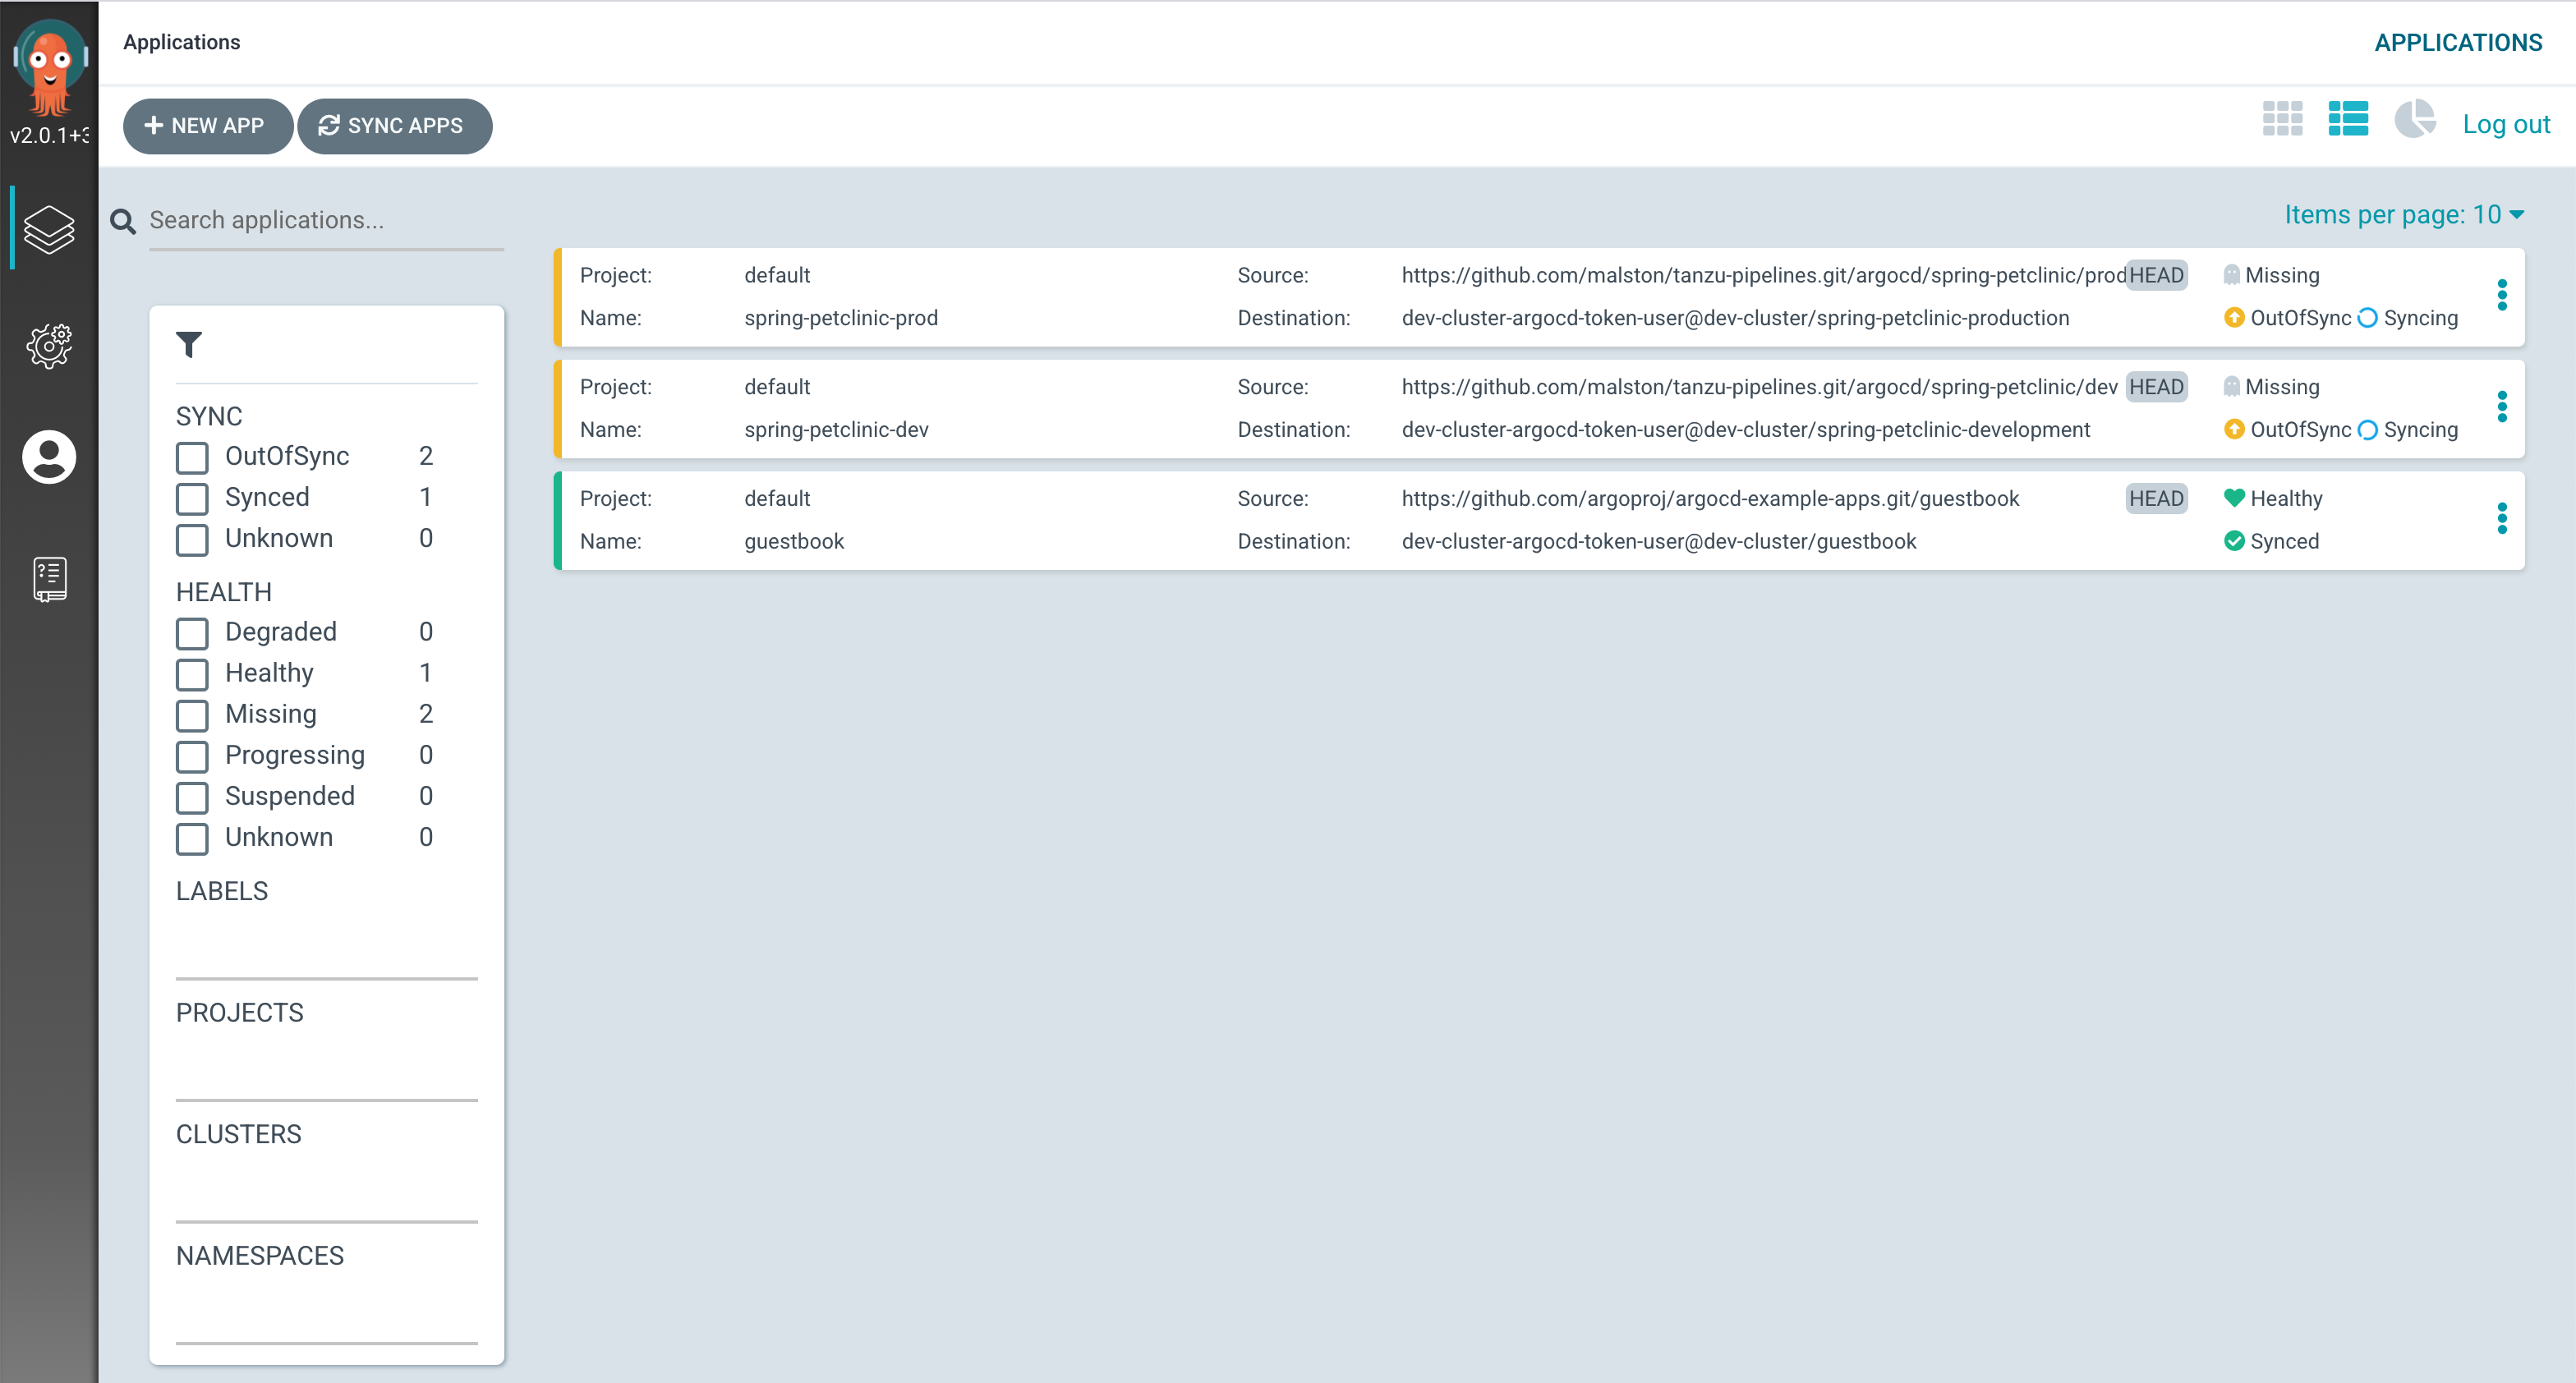 Applications
APPLICATIONS
v2.0.1+3
NEW APP
SYNC APPS
Log out
Search applications...
Items per page: 10
SYNC
OutOfSync 2
Synced 1
Unknown 0
HEALTH
Degraded 0
Healthy 1
Missing 2
Progressing 0
Suspended 0
Unknown 0
LABELS
PROJECTS
CLUSTERS
NAMESPACES
Project: default Source: https://github.com/malston/tanzu-pipelines.git/argocd/spring-petclinic/prod HEAD Missing
Name: spring-petclinic-prod Destination: dev-cluster-argocd-token-user@dev-cluster/spring-petclinic-production OutOfSync Syncing
Project: default Source: https://github.com/malston/tanzu-pipelines.git/argocd/spring-petclinic/dev HEAD Missing
Name: spring-petclinic-dev Destination: dev-cluster-argocd-token-user@dev-cluster/spring-petclinic-development OutOfSync Syncing
Project: default Source: https://github.com/argoproj/argocd-example-apps.git/guestbook HEAD Healthy
Name: guestbook Destination: dev-cluster-argocd-token-user@dev-cluster/guestbook Synced